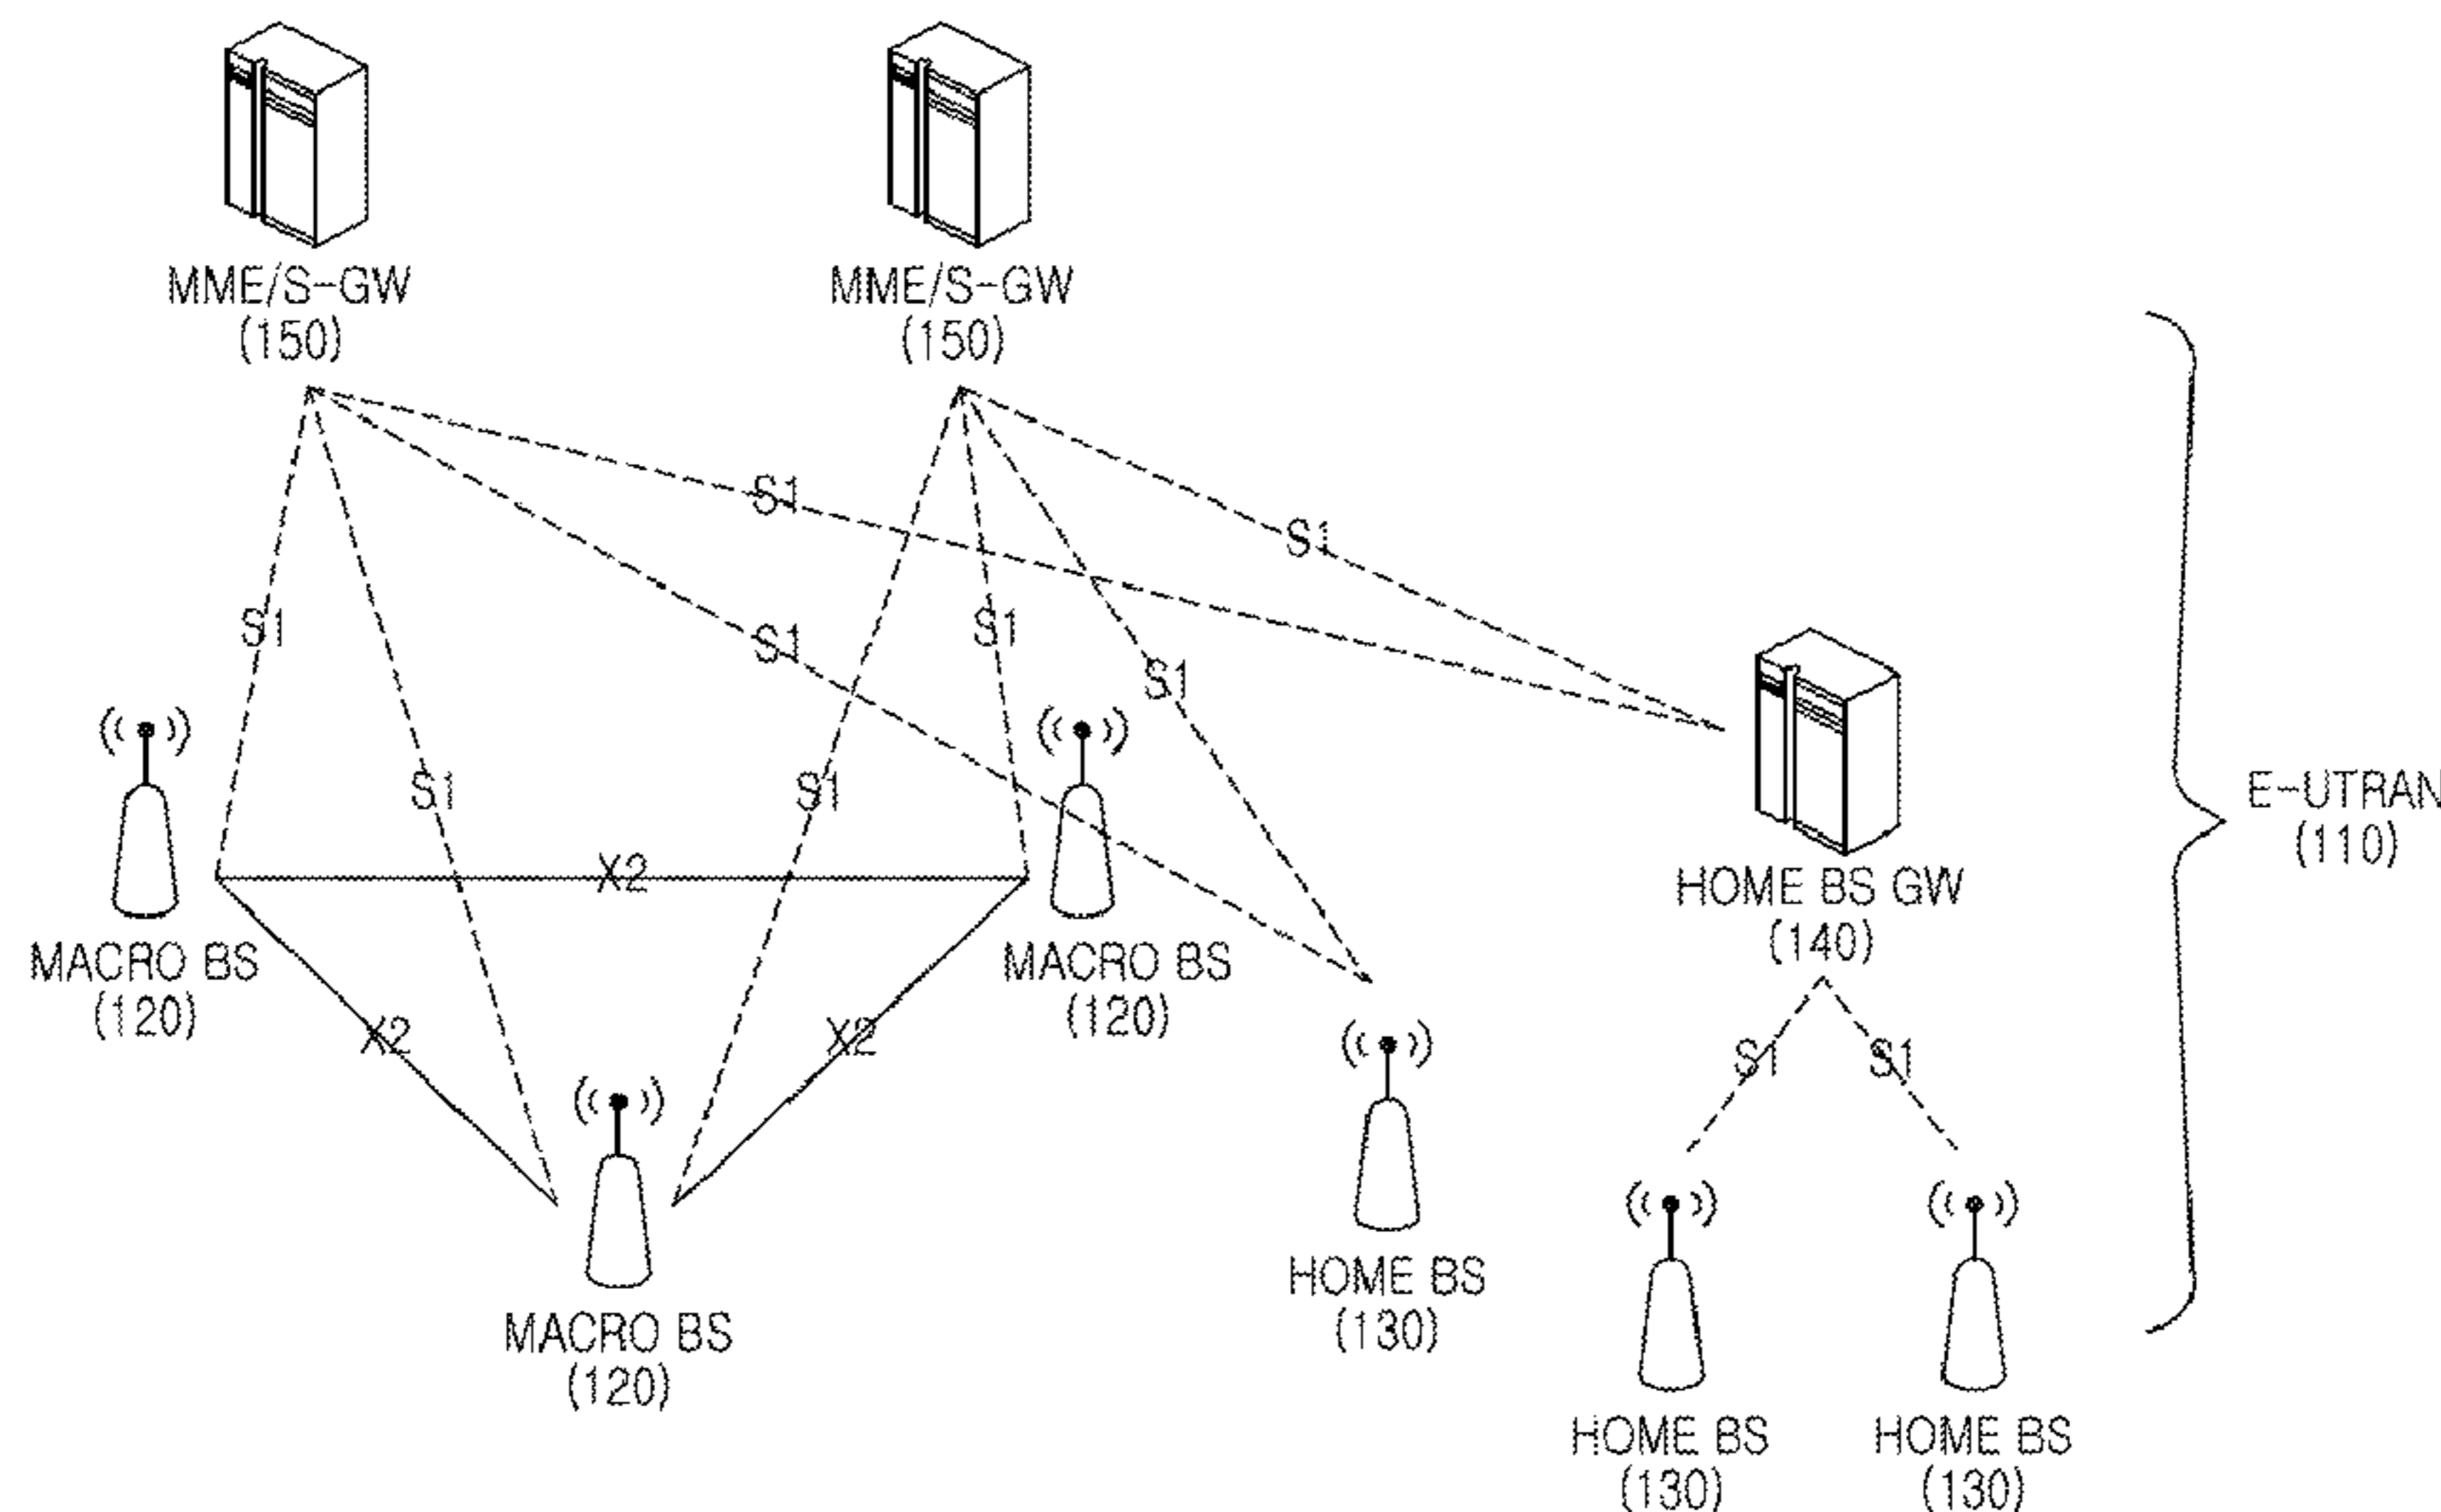 MME/S-GW
(150)
MME/S-GW
(150)
S1
S1
S1
S1
S1
S1
S1
S1
E-UTRAN
(110)
X2
HOME BS GW
(140)
MACRO BS
(120)
MACRO BS
(120)
X2
X2
S1
S1
HOME BS
(130)
MACRO BS
(120)
HOME BS
(130)
HOME BS
(130)